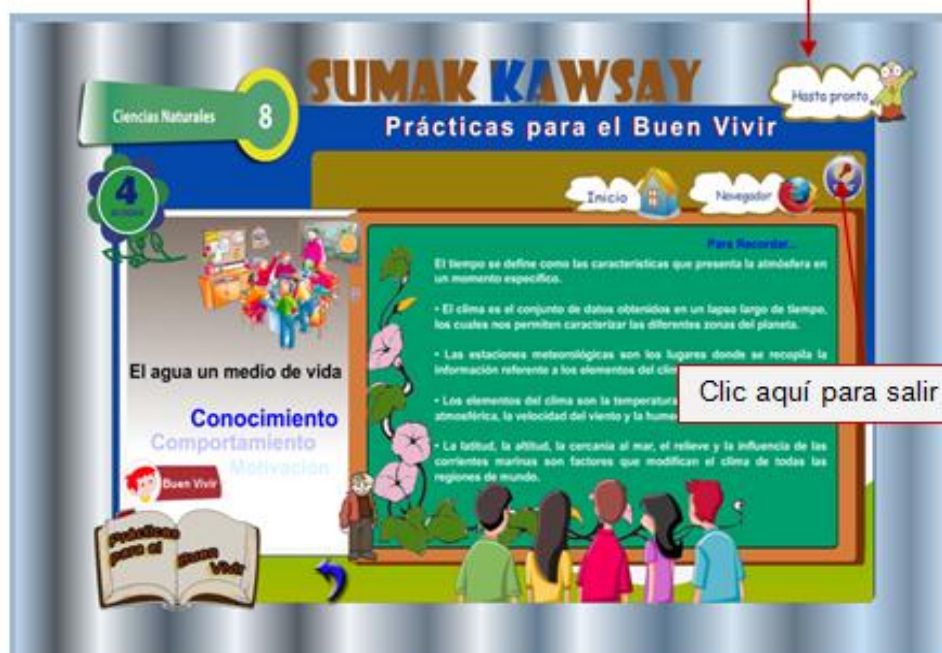 SUMAK KAWSAY
Hasta pronto
Ciencias Naturales
8
Prácticas para el Buen Vivir
Inicio
Navegador
4
Para Recordar...
El tiempo se define como las características que presenta la atmósfera en
un momento específico.
• El clima es el conjunto de datos obtenidos en un lapso largo de tiempo,
los cuales nos permiten caracterizar las diferentes zonas del planeta.
• Las estaciones meteorológicas son los lugares donde se recopila la
información referente a los elementos del
• Los elementos del clima son la temperatura
atmosférica, la velocidad del viento y la
• La latitud, la altitud, la cercanía al mar, el relieve y la influencia de las
corrientes marinas son factores que modifican el clima de todas las
regiones de mundo.
Clic aquí para salir
El agua un medio de vida
Conocimiento
Comportamiento
Motivación
Buen Vivir
Prácticas
para el
Buen
Vivir